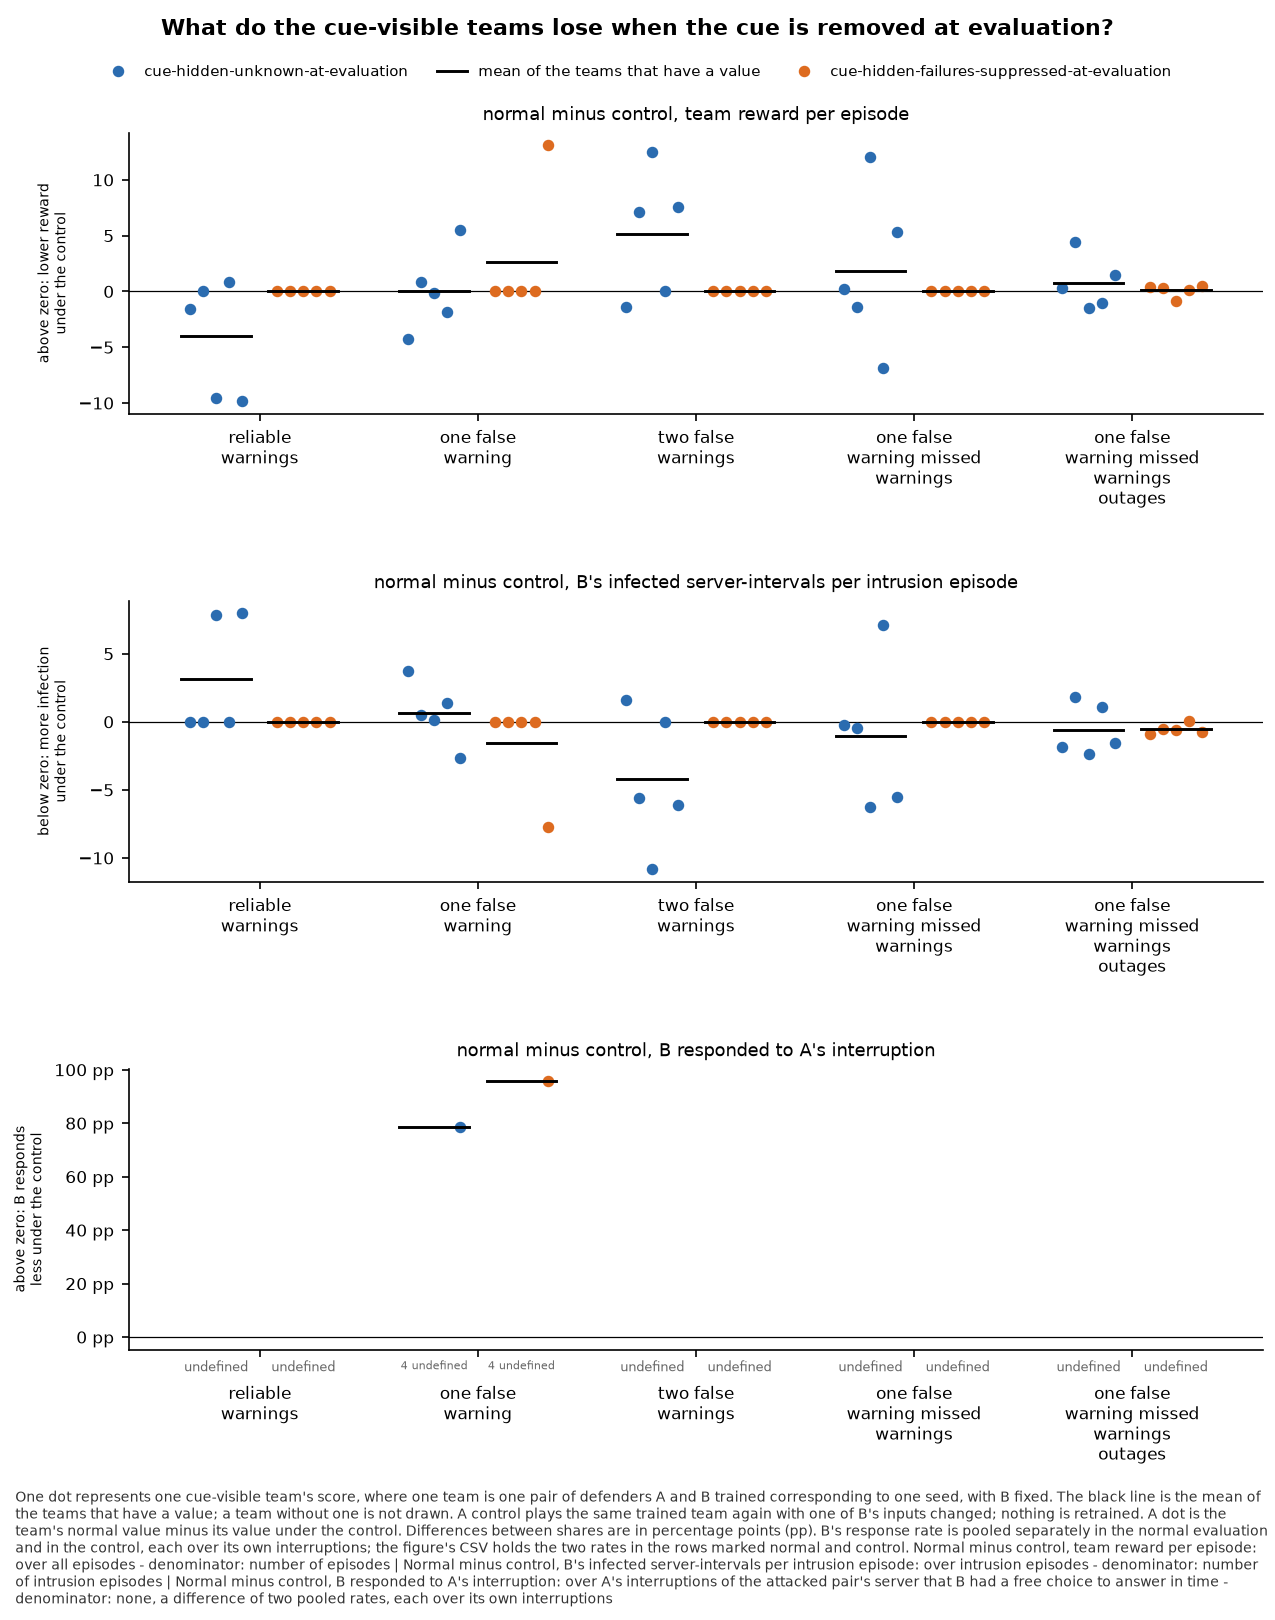 What do the cue-visible teams lose when the cue is removed at evaluation?
cue-hidden-unknown-at-evaluation
mean of the teams that have a value
cue-hidden-failures-suppressed-at-evaluation
normal minus control, team reward per episode
above zero: lower reward
under the control
10
5
0
−5
−10
reliable
warnings
one false
warning
two false
warnings
one false
warning missed
warnings
one false
warning missed
warnings
outages
normal minus control, B's infected server-intervals per intrusion episode
below zero: more infection
under the control
5
0
−5
−10
reliable
warnings
one false
warning
two false
warnings
one false
warning missed
warnings
one false
warning missed
warnings
outages
normal minus control, B responded to A's interruption
above zero: B responds
less under the control
100 pp
80 pp
60 pp
40 pp
20 pp
0 pp
undefined undefined 4 undefined 4 undefined undefined undefined undefined undefined undefined undefined
reliable
warnings
one false
warning
two false
warnings
one false
warning missed
warnings
one false
warning missed
warnings
outages
One dot represents one cue-visible team's score, where one team is one pair of defenders A and B trained corresponding to one seed, with B fixed. The black line is the mean of
the teams that have a value; a team without one is not drawn. A control plays the same trained team again with one of B's inputs changed; nothing is retrained. A dot is the
team's normal value minus its value under the control. Differences between shares are in percentage points (pp). B's response rate is pooled separately in the normal evaluation
and in the control, each over its own interruptions; the figure's CSV holds the two rates in the rows marked normal and control. Normal minus control, team reward per episode:
over all episodes - denominator: number of episodes | Normal minus control, B's infected server-intervals per intrusion episode: over intrusion episodes - denominator: number
of intrusion episodes | Normal minus control, B responded to A's interruption: over A's interruptions of the attacked pair's server that B had a free choice to answer in time -
denominator: none, a difference of two pooled rates, each over its own interruptions